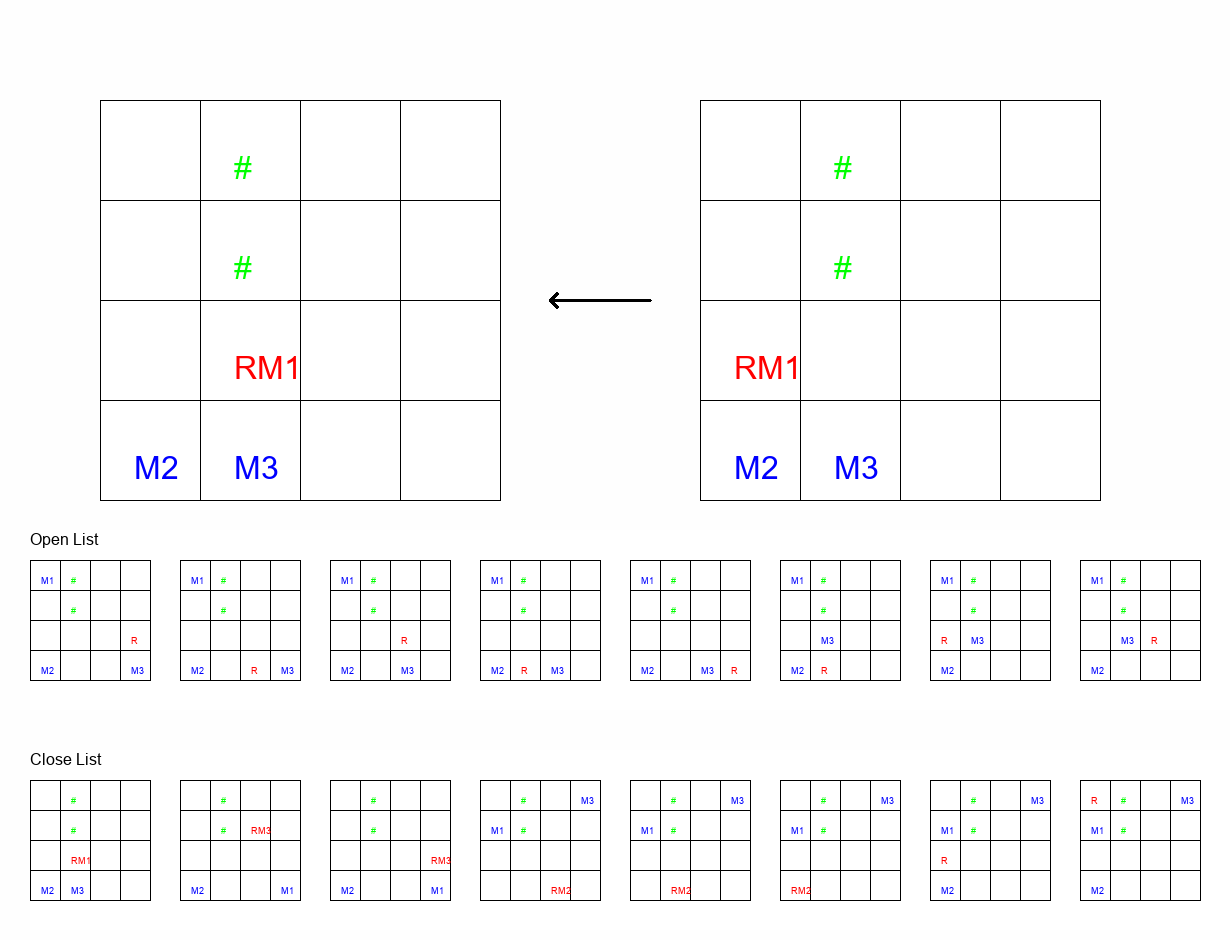 # #
# #
RM1 RM1
M2 M3 M2 M3
Open List
M1 # M1 # M1 # M1 # M1 # M1 # M1 # M1 #
# # # # # # # #
R R M3 R M3 M3 R
M2 M3 M2 R M3 M2 M3 M2 R M3 M2 M3 R M2 R M2 M2
Close List
# # # # M3 # M3 # M3 # M3 R # M3
# # RM3 # M1 # M1 # M1 # M1 # M1 #
RM1 RM3 R
M2 M3 M2 M1 M2 M1 RM2 RM2 RM2 M2 M2